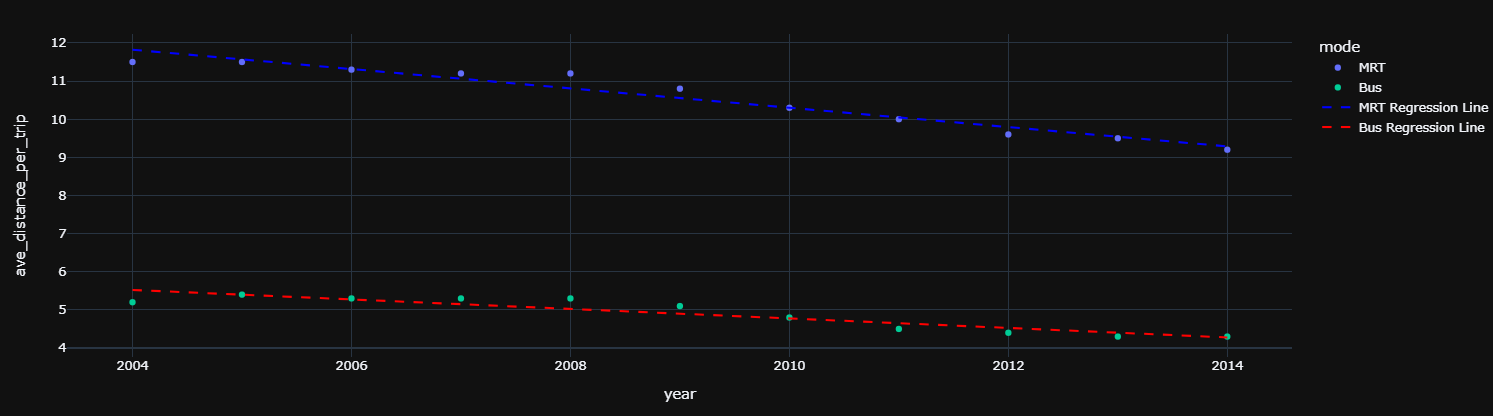 12
11
10
9
8
7
6
5
4
ave_distance_per_trip
2004
2006
2008
2010
2012
2014
year
mode
MRT
Bus
MRT Regression Line
Bus Regression Line